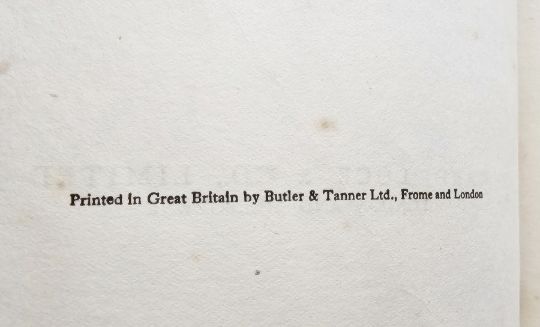 Printed in Great Britain by Butler & Tanner Ltd., Frome and London